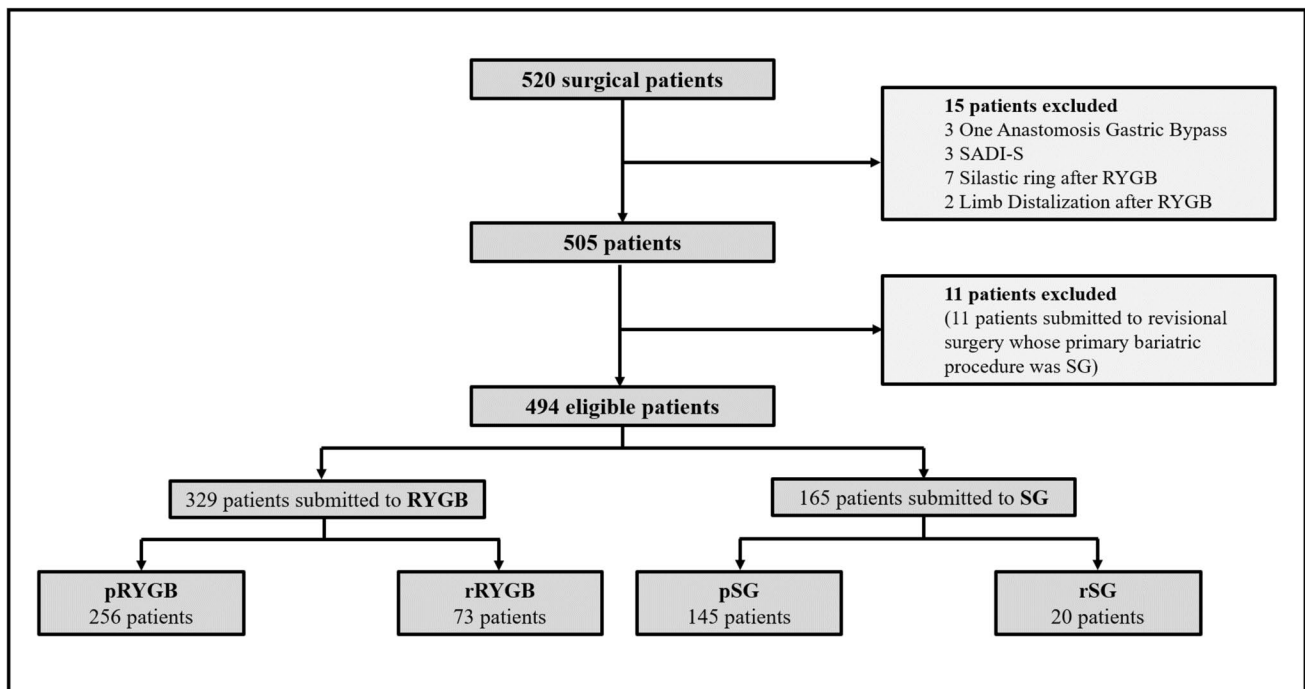 520 surgical patients
15 patients excluded
3 One Anastomosis Gastric Bypass
3 SADI-S
7 Silastic ring after RYGB
2 Limb Distalization after RYGB
505 patients
11 patients excluded
(11 patients submitted to revisional
surgery whose primary bariatric
procedure was SG)
494 eligible patients
329 patients submitted to RYGB
165 patients submitted to SG
pRYGB
256 patients
rRYGB
73 patients
pSG
145 patients
rSG
20 patients